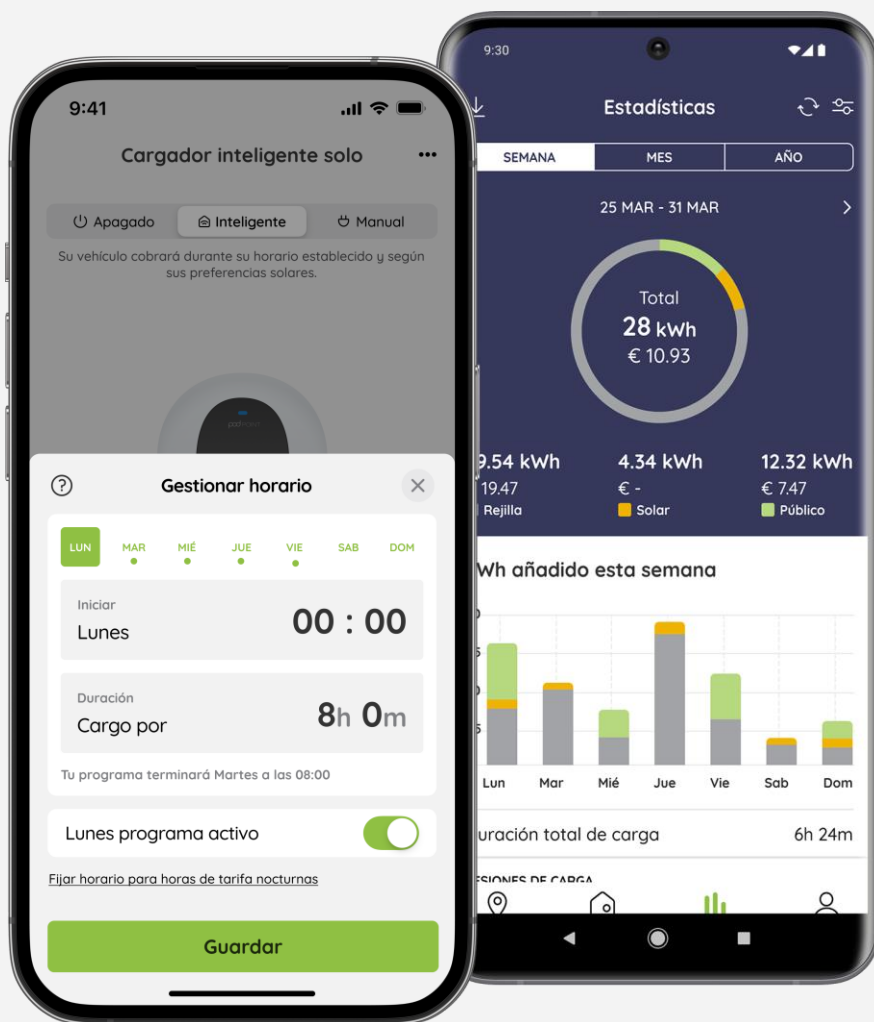 9:41
Cargador inteligente solo
Apagado
Inteligente
Manual
Su vehículo cobrará durante su horario establecido y según
sus preferencias solares.
Gestionar horario
LUN MAR MIÉ JUE VIE SAB DOM
Iniciar
Lunes
00 : 00
Duración
Cargo por
8h 0m
Tu programa terminará Martes a las 08:00
Lunes programa activo
Fijar horario para horas de tarifa nocturnas
Guardar
9:30
Estadísticas
SEMANA MES AÑO
25 MAR - 31 MAR
Total
28 kWh
€ 10.93
9.54 kWh 4.34 kWh 12.32 kWh
19.47 € - € 7.47
Rejilla Solar Público
Wh añadido esta semana
Lun Mar Mié Jue Vie Sab Dom
uración total de carga 6h 24m